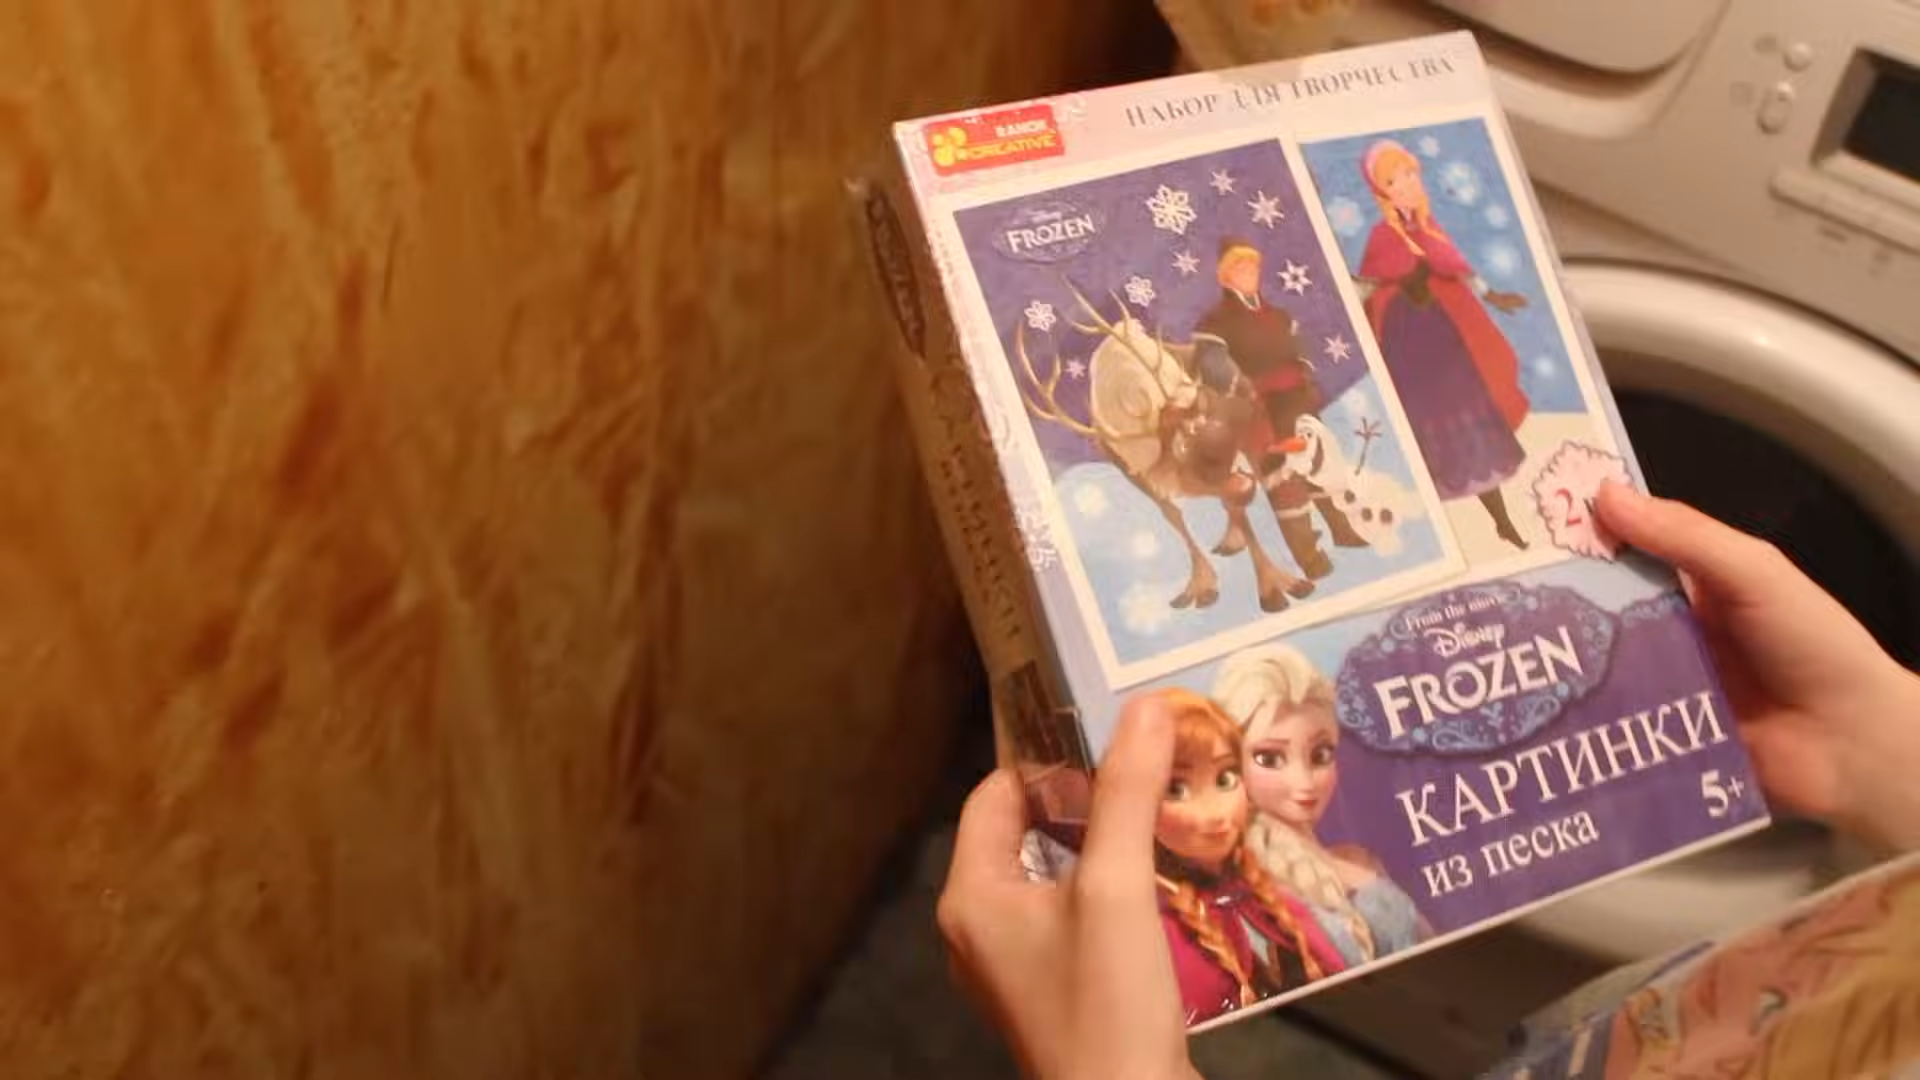 НАБОР ДЛЯ ТВОРЧЕСТВА
RANOK
CREATIVE
Disney
FROZEN
2
From the movie
Disney
FROZEN
КАРТИНКИ
из песка
5+